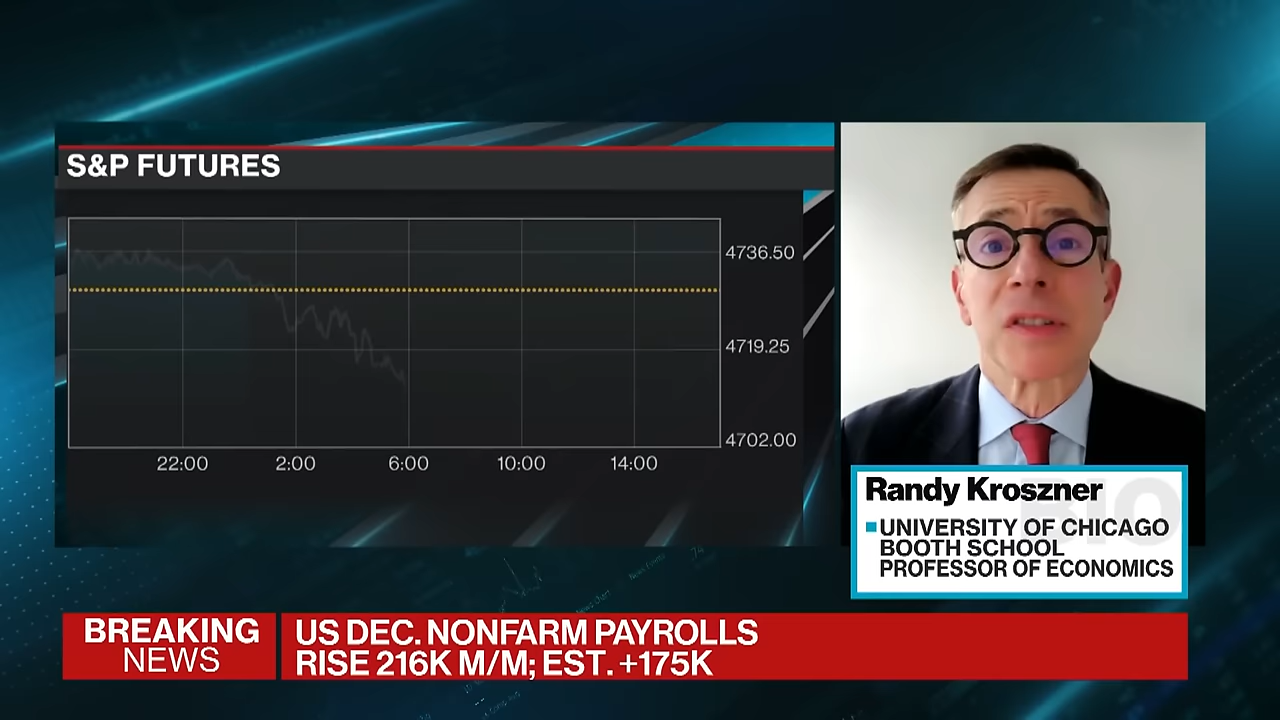 S&P FUTURES
4736.50
4719.25
4702.00
22:00 2:00 6:00 10:00 14:00
Randy Kroszner
UNIVERSITY OF CHICAGO
BOOTH SCHOOL
PROFESSOR OF ECONOMICS
BREAKING
NEWS
US DEC. NONFARM PAYROLLS
RISE 216K M/M; EST. +175K